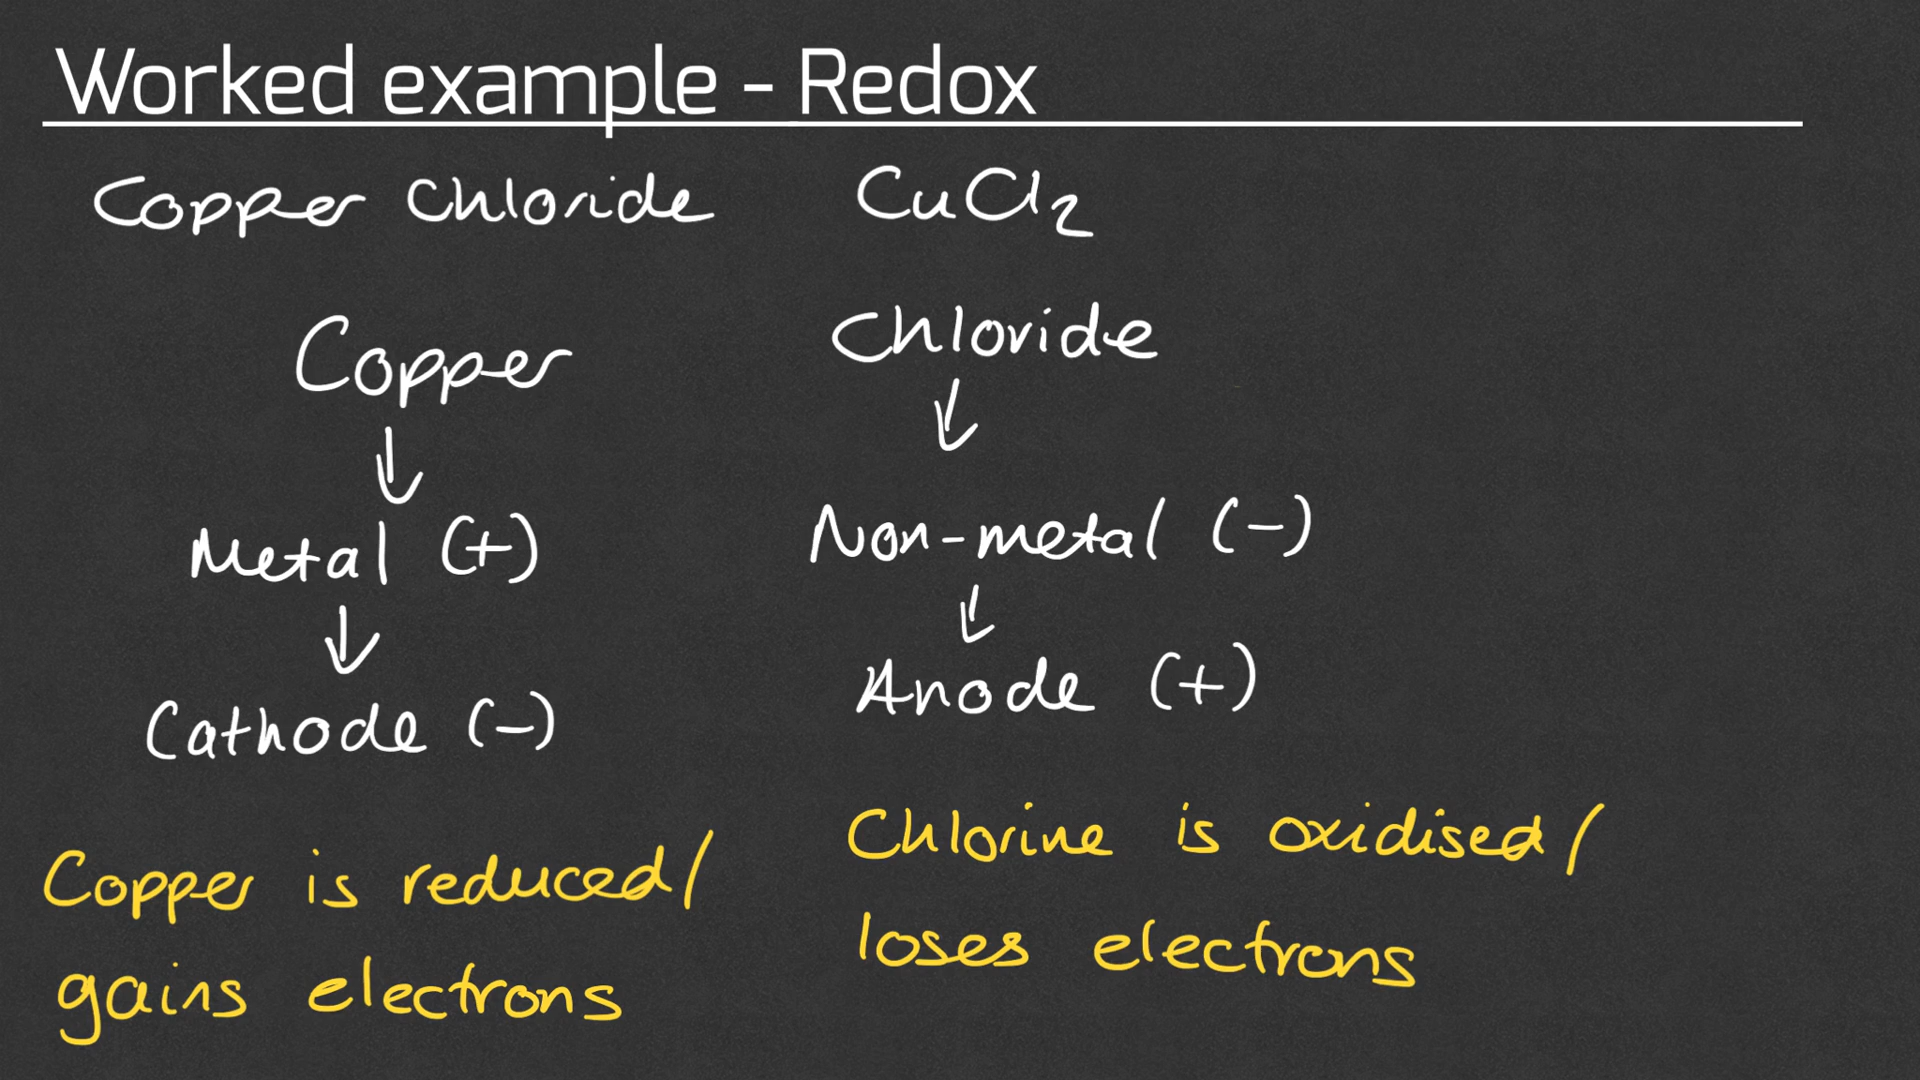 Worked example - Redox
Copper Chloride CuCl₂
Copper
↓
Metal (+)
↓
Cathode (-)
Copper is reduced/
gains electrons
Chloride
↓
Non-metal (-)
↓
Anode (+)
Chlorine is oxidised/
loses electrons